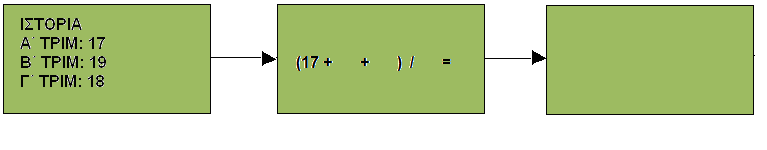 ΙΣΤΟΡΙΑ
Α΄ ΤΡΙΜ: 17
Β΄ ΤΡΙΜ: 19
Γ΄ ΤΡΙΜ: 18
(17 + + ) / =